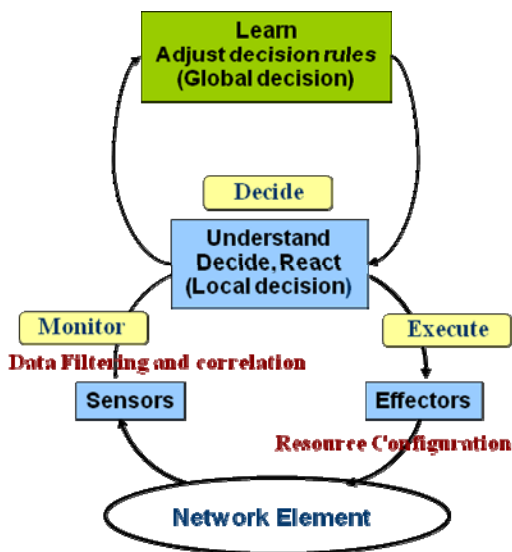 Learn
Adjust decision rules
(Global decision)
Decide
Understand
Decide, React
(Local decision)
Monitor
Execute
Data Filtering and correlation
Sensors
Effectors
Resource Configuration
Network Element